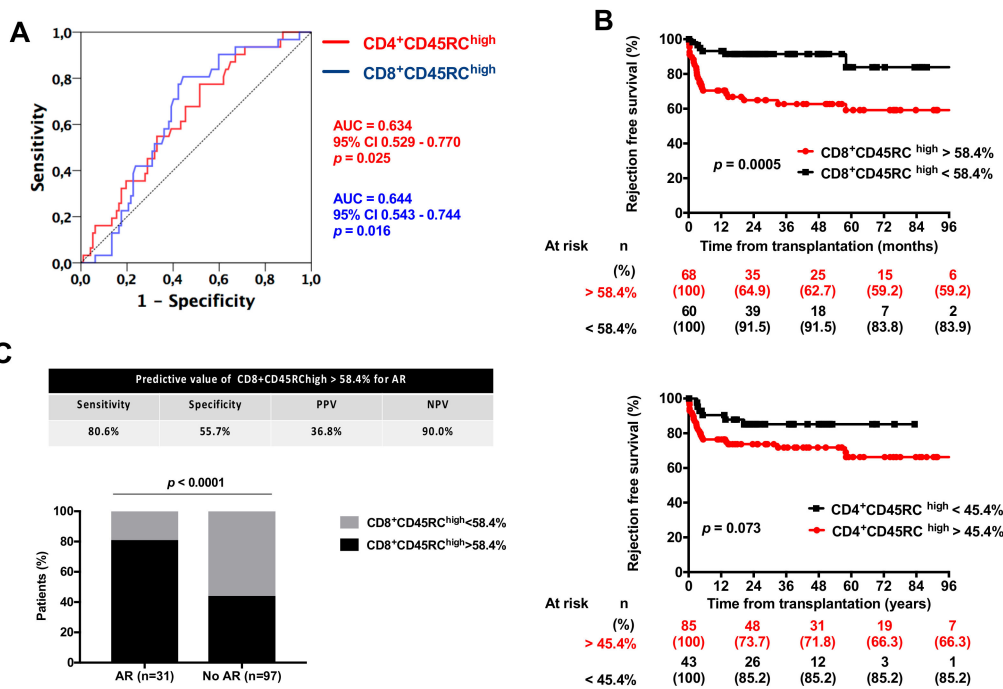 A
1,0
0,8
0,6
0,4
0,2
0,0
0,0
0,2
0,4
0,6
0,8
1,0
Sensitivity
1 - Specificity
CD4+CD45RChigh
CD8+CD45RChigh
AUC = 0.634
95% CI 0.529 - 0.770
p = 0.025
AUC = 0.644
95% CI 0.543 - 0.744
p = 0.016
B
Rejection free survival (%)
100
80
60
40
20
0
p = 0.0005
CD8+CD45RC high > 58.4%
CD8+CD45RC high < 58.4%
0 12 24 36 48 60 72 84 96
Time from transplantation (months)
At risk n
(%)
68 35 25 15 6
> 58.4% (100) (64.9) (62.7) (59.2) (59.2)
60 39 18 7 2
< 58.4% (100) (91.5) (91.5) (83.8) (83.9)
Rejection free survival (%)
100
80
60
40
20
0
p = 0.073
CD4+CD45RC high < 45.4%
CD4+CD45RC high > 45.4%
0 12 24 36 48 60 72 84 96
Time from transplantation (years)
At risk n
(%)
85 48 31 19 7
> 45.4% (100) (73.7) (71.8) (66.3) (66.3)
43 26 12 3 1
< 45.4% (100) (85.2) (85.2) (85.2) (85.2)
C
Predictive value of CD8+CD45RChigh > 58.4% for AR
Sensitivity Specificity PPV NPV
80.6% 55.7% 36.8% 90.0%
p < 0.0001
Patients (%)
100
80
60
40
20
0
AR (n=31) No AR (n=97)
CD8+CD45RChigh<58.4%
CD8+CD45RChigh>58.4%